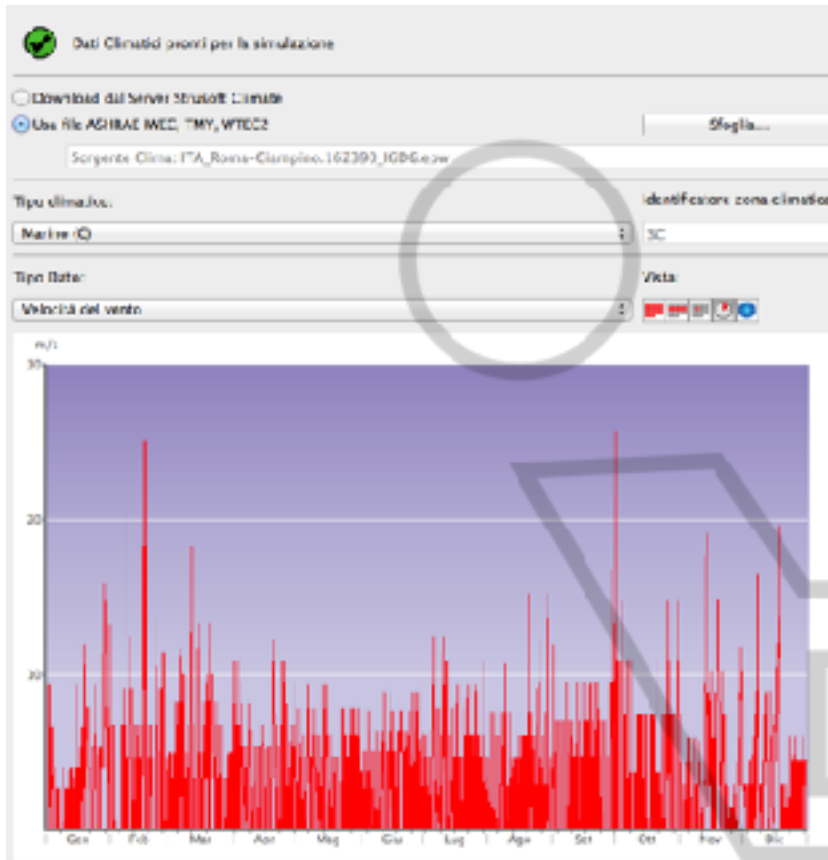 Dati Climatici pronti per la simulazione
Download dal Server Strusoft Climate
Usa file ASHRAE IWEC, TMY, WTEC2
Sfoglia...
Sorgente Clima: ITA_Roma-Ciampino.162390_IGDG.epw
Tipo climatico:
Identificatore zona climatica
Marine (C)
3C
Tipo Date:
Vista:
Velocità del vento
m/s
30
20
10
Gen Feb Mar Apr Mag Giu Lug Ago Set Ott Nov Dic